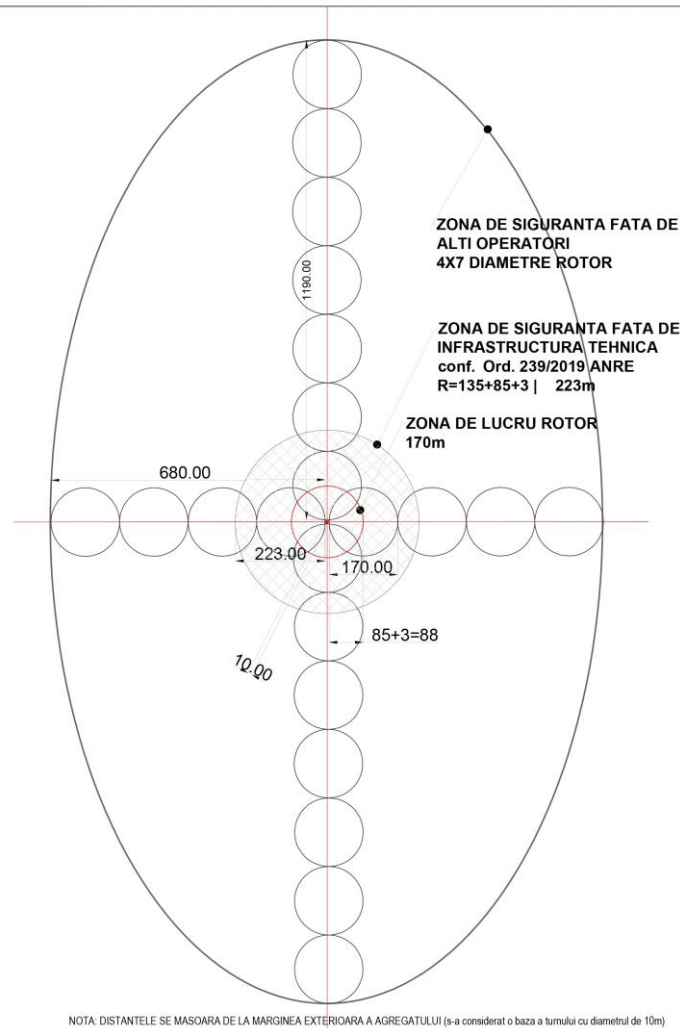 1190.00
ZONA DE SIGURANTA FATA DE
ALTI OPERATORI
4X7 DIAMETRE ROTOR
ZONA DE SIGURANTA FATA DE
INFRASTRUCTURA TEHNICA
conf. Ord. 239/2019 ANRE
R=135+85+3 | 223m
ZONA DE LUCRU ROTOR
170m
680.00
223.00
170.00
85+3=88
10.00
NOTA: DISTANTELE SE MASOARA DE LA MARGINEA EXTERIOARA A AGREGATULUI (s-a considerat o baza a turnului cu diametrul de 10m)